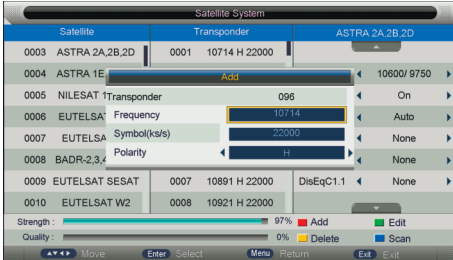 Satellite System
Satellite Transponder ASTRA 2A,2B,2D
0003 ASTRA 2A,2B,2D 0001 10714 H 22000
0004 ASTRA 1E 10600/ 9750
Add
0005 NILESAT 1 On
Transponder 096
0006 EUTELSA Auto
Frequency 10714
0007 EUTELSA None
Symbol(ks/s) 22000
Polarity H
0008 BADR-2,3,4 None
0009 EUTELSAT SESAT 0007 10891 H 22000 DisEqC1.1 None
0010 EUTELSAT W2 0008 10921 H 22000
Strength : 97% Add Edit
Quality : 0% Delete Scan
Move Enter Select Menu Return Exit Exit